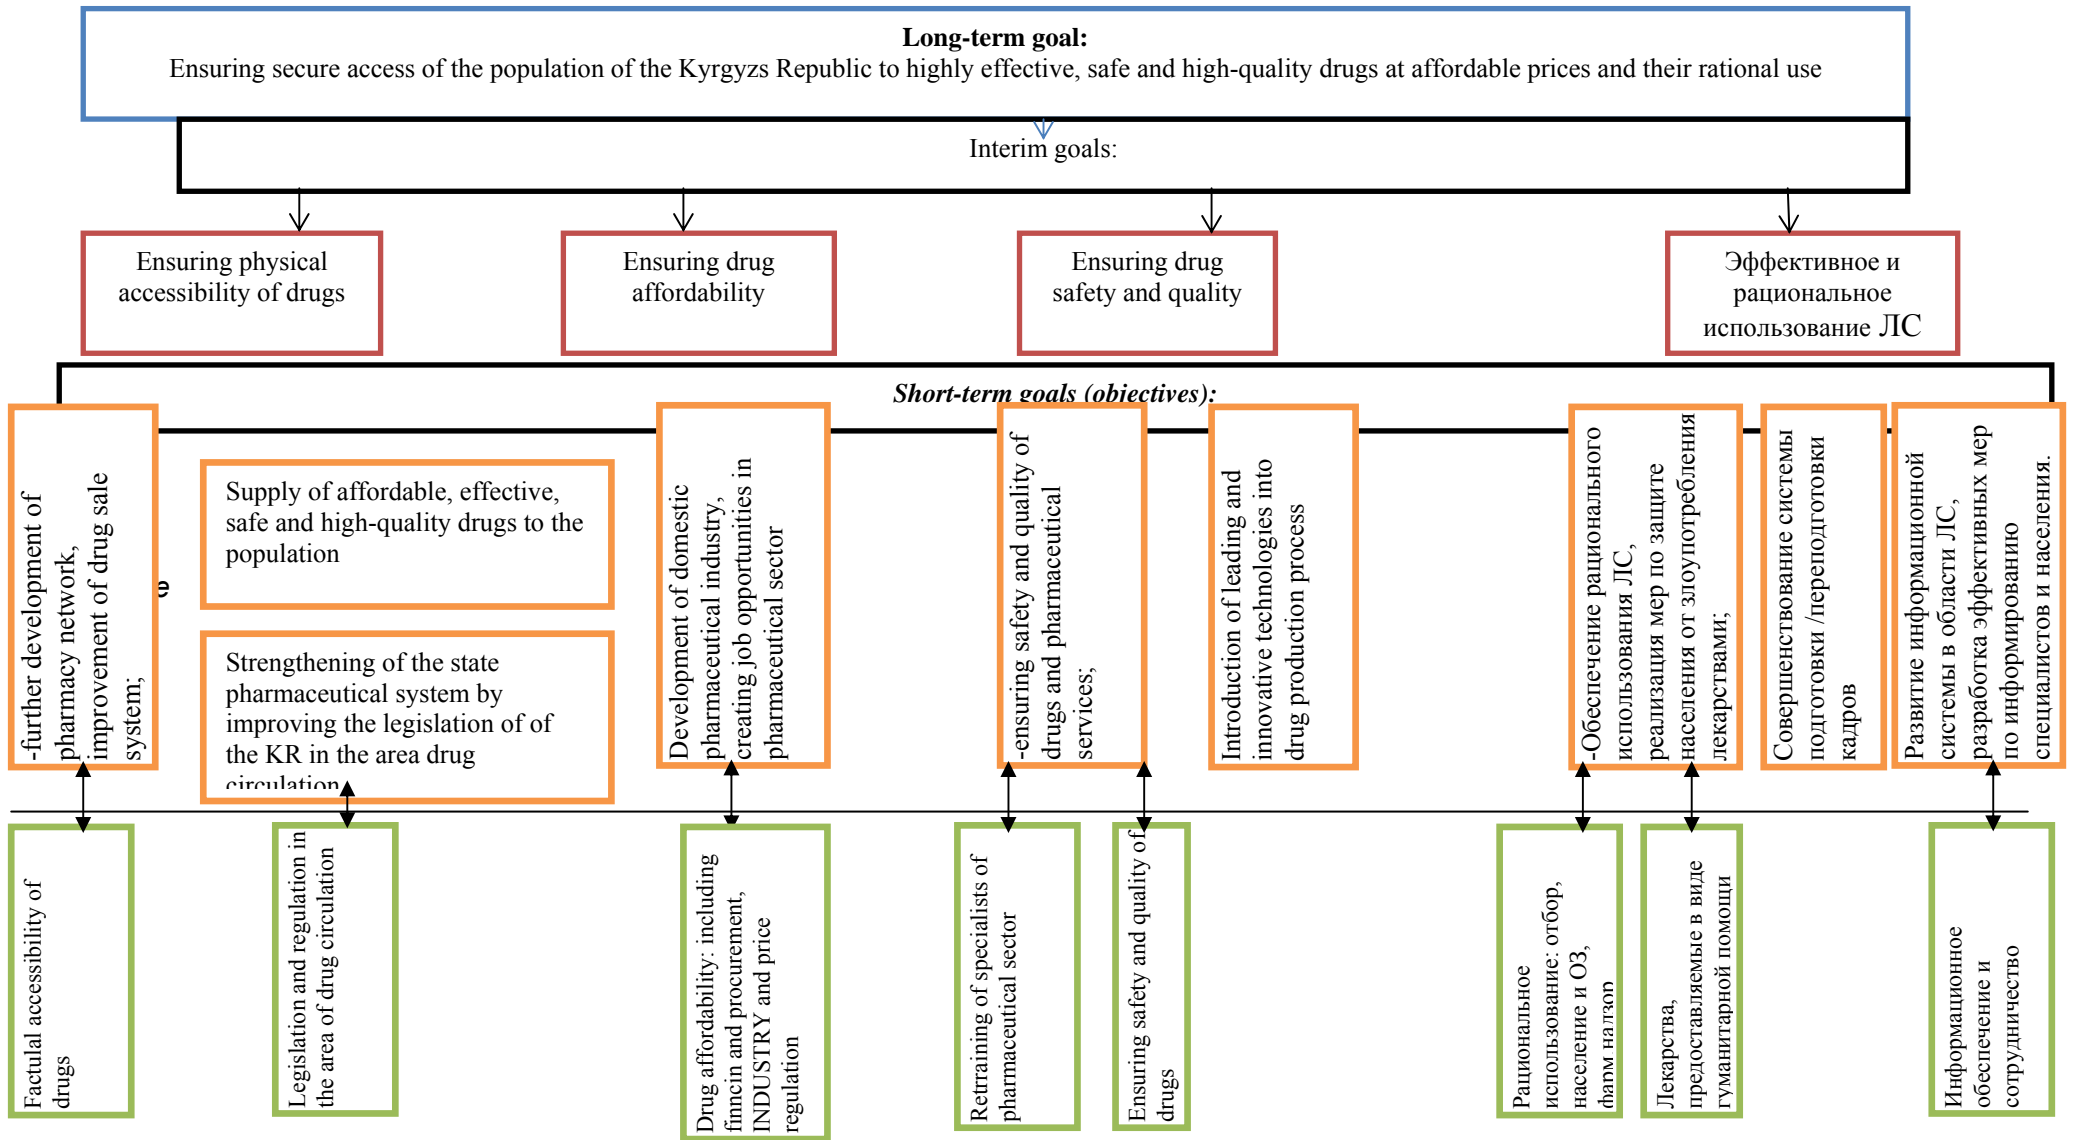 Long-term goal:
Ensuring secure access of the population of the Kyrgyzs Republic to highly effective, safe and high-quality drugs at affordable prices and their rational use
Interim goals:
Ensuring physical
accessibility of drugs
Ensuring drug
affordability
Ensuring drug
safety and quality
Эффективное и
рациональное
использование ЛС
Short-term goals (objectives):
-further development of
pharmacy network,
improvement of drug sale
system;
Supply of affordable, effective,
safe and high-quality drugs to the
population
Strengthening of the state
pharmaceutical system by
improving the legislation of of
the KR in the area drug
circulation
Development of domestic
pharmaceutical industry,
creating job opportunities in
pharmaceutical sector
-ensuring safety and quality of
drugs and pharmaceutical
services;
Introduction of leading and
innovative technologies into
drug production process
-Обеспечение рационального
использования ЛС,
реализация мер по защите
населения от злоупотребления
лекарствами;
Совершенствование системы
подготовки /переподготовки
кадров
Развитие информационной
системы в области ЛС,
разработка эффективных мер
по информированию
специалистов и населения.
Factulal accessibility of
drugs
Legislation and regulation in
the area of drug circulation
Drug affordability: including
finncin and procurement,
INDUSTRY and price
regulation
Retraining of specialists of
pharmaceutical sector
Ensuring safety and quality of
drugs
Рациональное
использование: отбор,
население и ОЗ,
фарм надзор
Лекарства,
предоставляемые в виде
гуманитарной помощи
Информационное
обеспечение и
сотрудничество